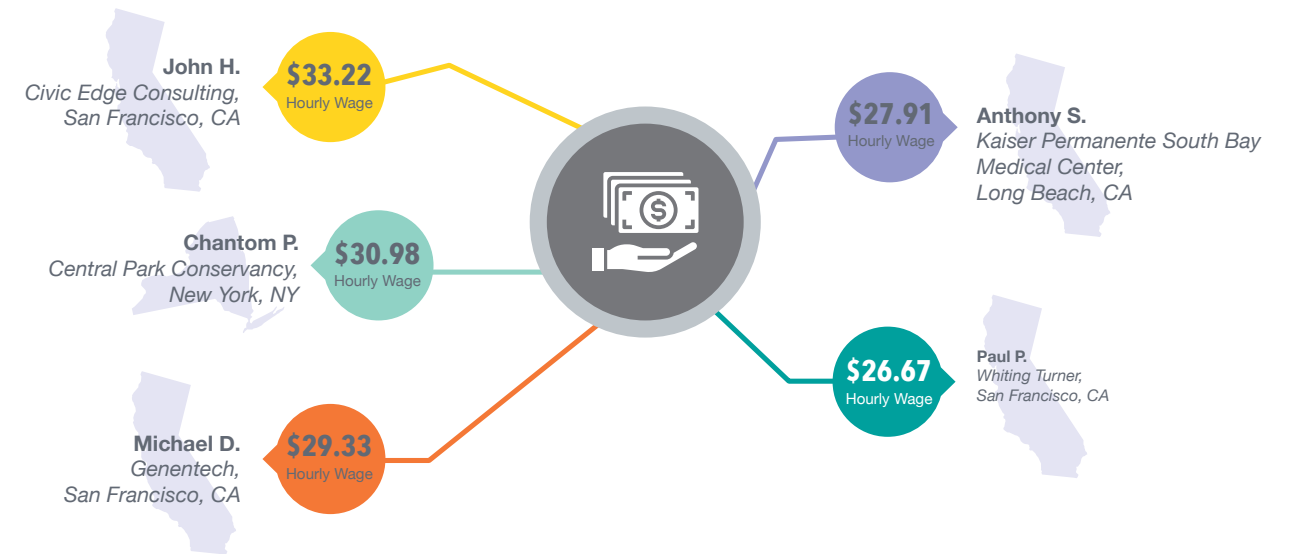 John H.
Civic Edge Consulting,
San Francisco, CA
$33.22
Hourly Wage
Chantom P.
Central Park Conservancy,
New York, NY
$30.98
Hourly Wage
Michael D.
Genentech,
San Francisco, CA
$29.33
Hourly Wage
$
$27.91
Hourly Wage
Anthony S.
Kaiser Permanente South Bay
Medical Center,
Long Beach, CA
$26.67
Hourly Wage
Paul P.
Whiting Turner,
San Francisco, CA